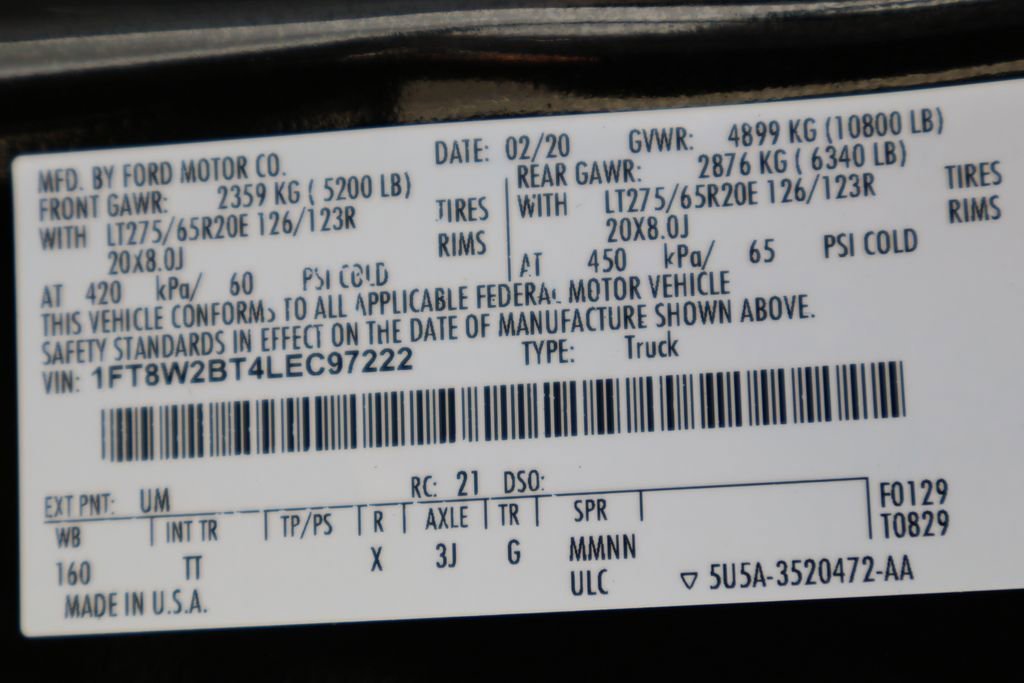 MFD. BY FORD MOTOR CO. DATE: 02/20 GVWR: 4899 KG (10800 LB)
FRONT GAWR: 2359 KG ( 5200 LB) REAR GAWR: 2876 KG ( 6340 LB)
WITH LT275/65R20E 126/123R TIRES WITH LT275/65R20E 126/123R TIRES
20X8.0J RIMS 20X8.0J RIMS
AT 420 kPa/ 60 PSI COLD AT 450 kPa/ 65 PSI COLD
THIS VEHICLE CONFORMS TO ALL APPLICABLE FEDERAL MOTOR VEHICLE
SAFETY STANDARDS IN EFFECT ON THE DATE OF MANUFACTURE SHOWN ABOVE.
VIN: 1FT8W2BT4LEC97222 TYPE: Truck
EXT PNT: UM RC: 21 DSO:
WB INT TR TP/PS R AXLE TR SPR F0129
160 TT X 3J G MMNN T0829
ULC ▽ 5U5A-3520472-AA
MADE IN U.S.A.